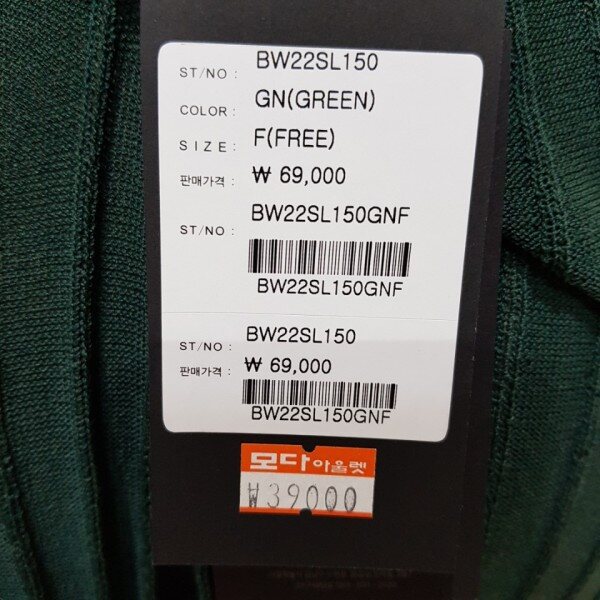 ST/NO : BW22SL150
COLOR : GN(GREEN)
SIZE : F(FREE)
판매가격 : ₩ 69,000
ST/NO : BW22SL150GNF
BW22SL150GNF
ST/NO : BW22SL150
판매가격 : ₩ 69,000
BW22SL150GNF
모다아울렛
₩39000